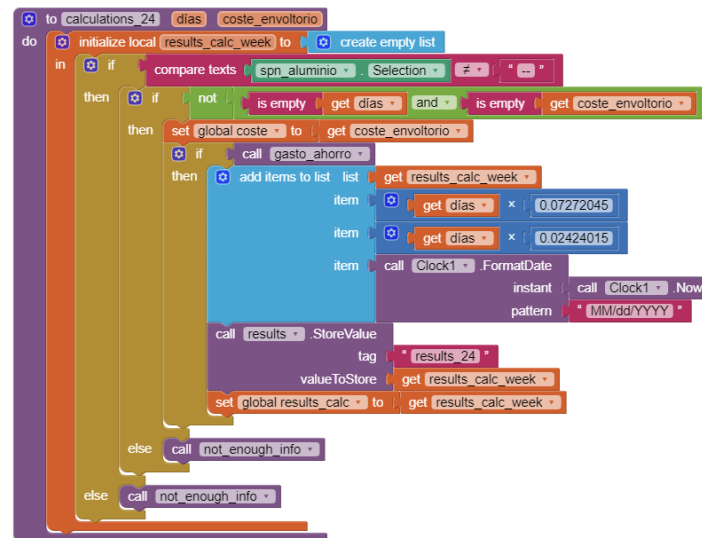 to calculations_24 días coste_envoltorio
do initialize local results_calc_week to create empty list
in if compare texts spn_aluminio . Selection ≠ " -- "
then if not is empty get días and is empty get coste_envoltorio
then set global coste to get coste_envoltorio
if call gasto_ahorro
then add items to list list get results_calc_week
item get días × 0.07272045
item get días × 0.02424015
item call Clock1 .FormatDate
instant call Clock1 .Now
pattern " MM/dd/YYYY "
call results .StoreValue
tag " results_24 "
valueToStore get results_calc_week
set global results_calc to get results_calc_week
else call not_enough_info
else call not_enough_info